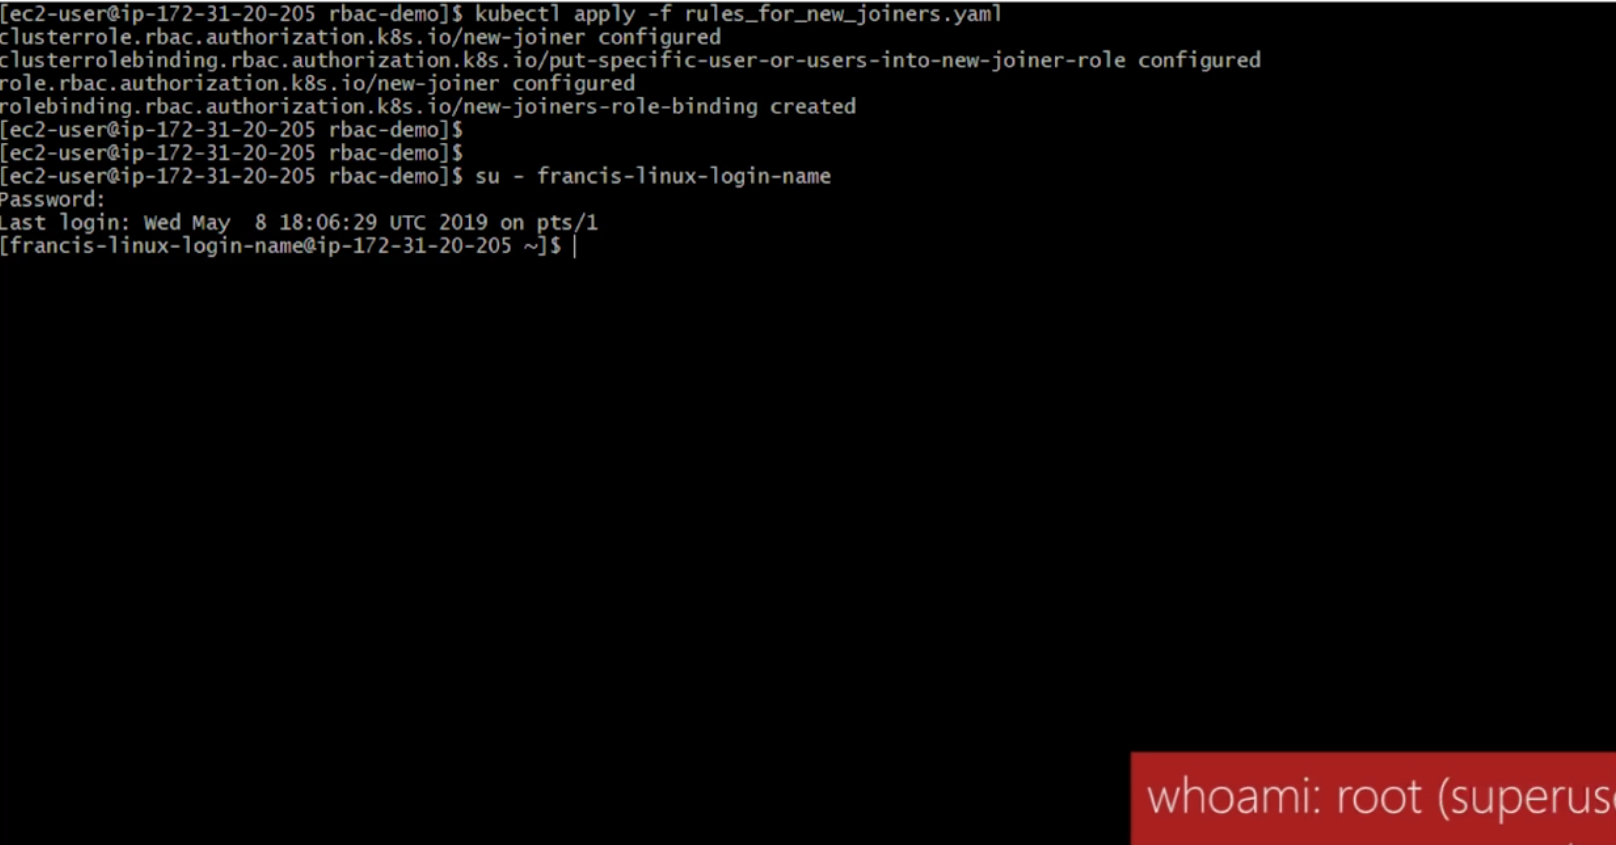 [ec2-user@ip-172-31-20-205 rbac-demo]$ kubectl apply -f rules_for_new_joiners.yaml
clusterrole.rbac.authorization.k8s.io/new-joiner configured
clusterrolebinding.rbac.authorization.k8s.io/put-specific-user-or-users-into-new-joiner-role configured
role.rbac.authorization.k8s.io/new-joiner configured
rolebinding.rbac.authorization.k8s.io/new-joiners-role-binding created
[ec2-user@ip-172-31-20-205 rbac-demo]$
[ec2-user@ip-172-31-20-205 rbac-demo]$
[ec2-user@ip-172-31-20-205 rbac-demo]$ su - francis-linux-login-name
Password:
Last login: Wed May  8 18:06:29 UTC 2019 on pts/1
[francis-linux-login-name@ip-172-31-20-205 ~]$
whoami: root